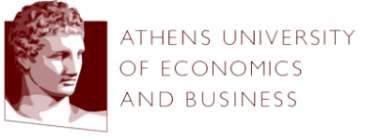 ATHENS UNIVERSITY
OF ECONOMICS
AND BUSINESS